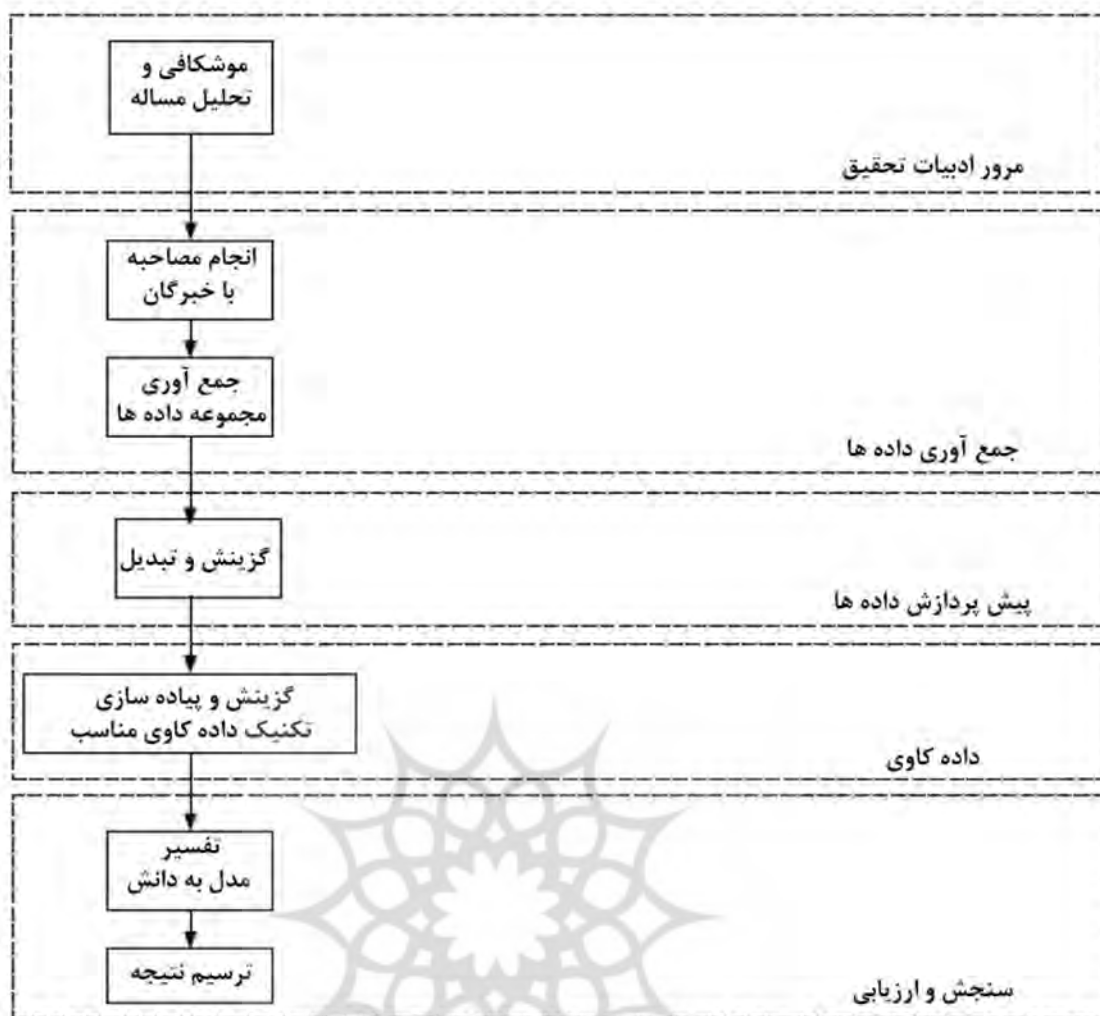 موشکافی و
تحلیل مساله
مرور ادبیات تحقیق
انجام مصاحبه
با خبرگان
جمع آوری
مجموعه داده ها
جمع آوری داده ها
گزینش و تبدیل
پیش پردازش داده ها
گزینش و پیاده سازی
تکنیک داده کاوی مناسب
داده کاوی
تفسیر
مدل به دانش
ترسیم نتیجه
سنجش و ارزیابی